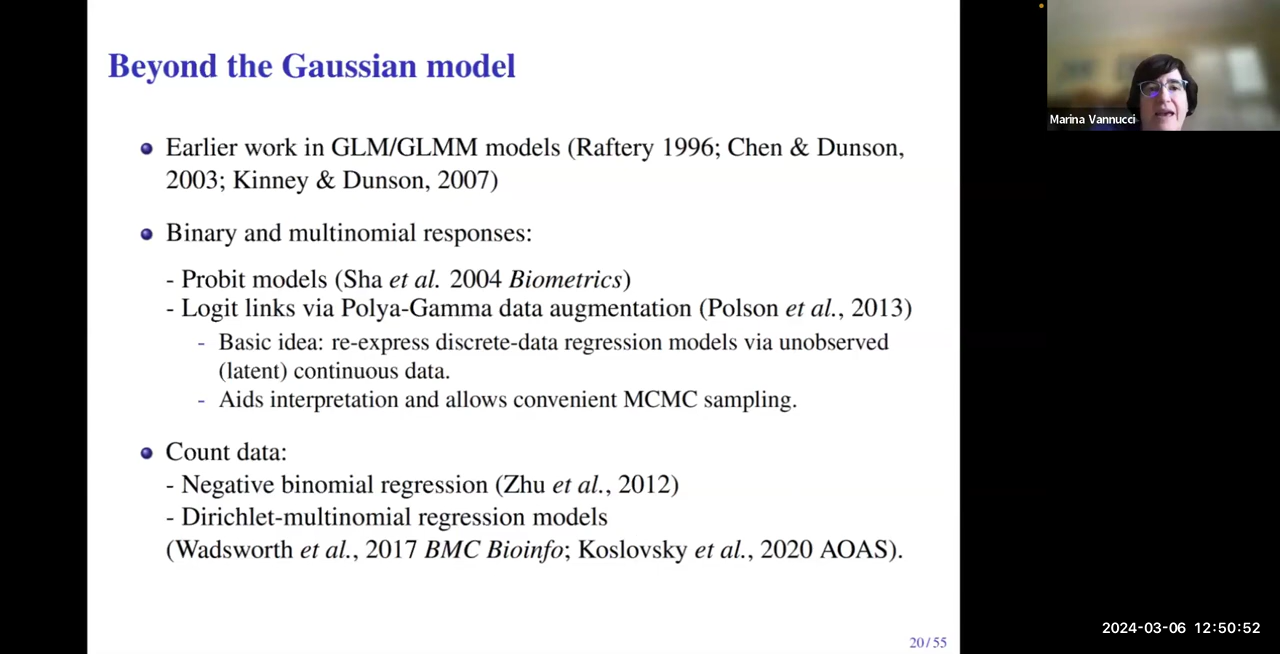 Beyond the Gaussian model
Earlier work in GLM/GLMM models (Raftery 1996; Chen & Dunson,
2003; Kinney & Dunson, 2007)
Binary and multinomial responses:
- Probit models (Sha et al. 2004 Biometrics)
- Logit links via Polya-Gamma data augmentation (Polson et al., 2013)
- Basic idea: re-express discrete-data regression models via unobserved
(latent) continuous data.
- Aids interpretation and allows convenient MCMC sampling.
Count data:
- Negative binomial regression (Zhu et al., 2012)
- Dirichlet-multinomial regression models
(Wadsworth et al., 2017 BMC Bioinfo; Koslovsky et al., 2020 AOAS).
20/55
Marina Vannucci
2024-03-06 12:50:52